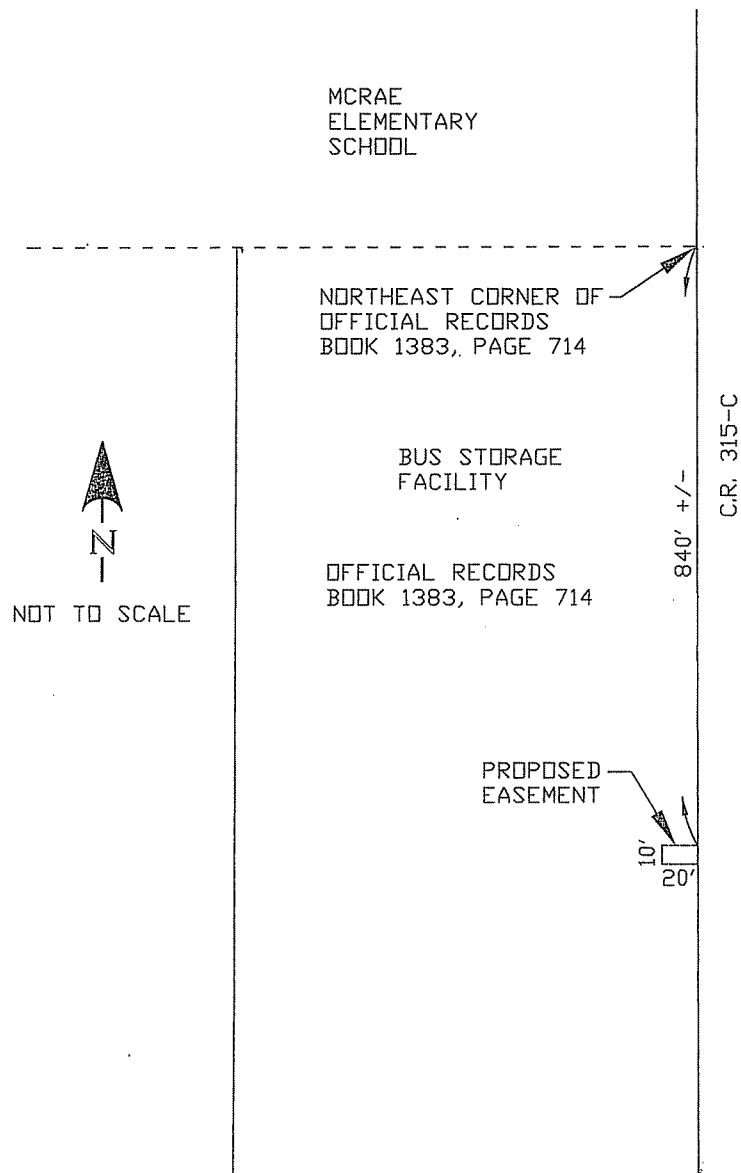 MCRAE
ELEMENTARY
SCHOOL
NORTHEAST CORNER OF
OFFICIAL RECORDS
BOOK 1383, PAGE 714
C.R. 315-C
BUS STORAGE
FACILITY
840' +/-
N
OFFICIAL RECORDS
BOOK 1383, PAGE 714
NOT TO SCALE
PROPOSED
EASEMENT
10'
20'